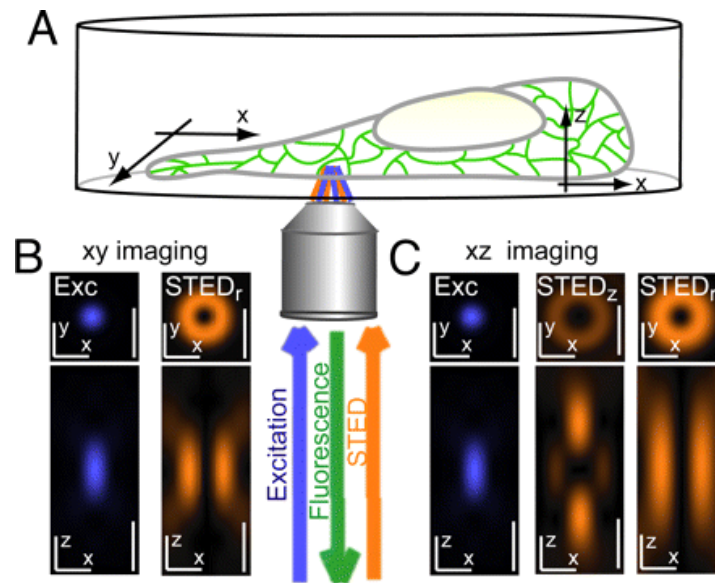 A
x
y
z
x
B
xy imaging
Exc
STEDr
y
x
y
x
z
x
z
x
Excitation
Fluorescence
STED
C
xz imaging
Exc
STEDz
STEDr
y
x
y
x
y
x
z
x
z
x
z
x